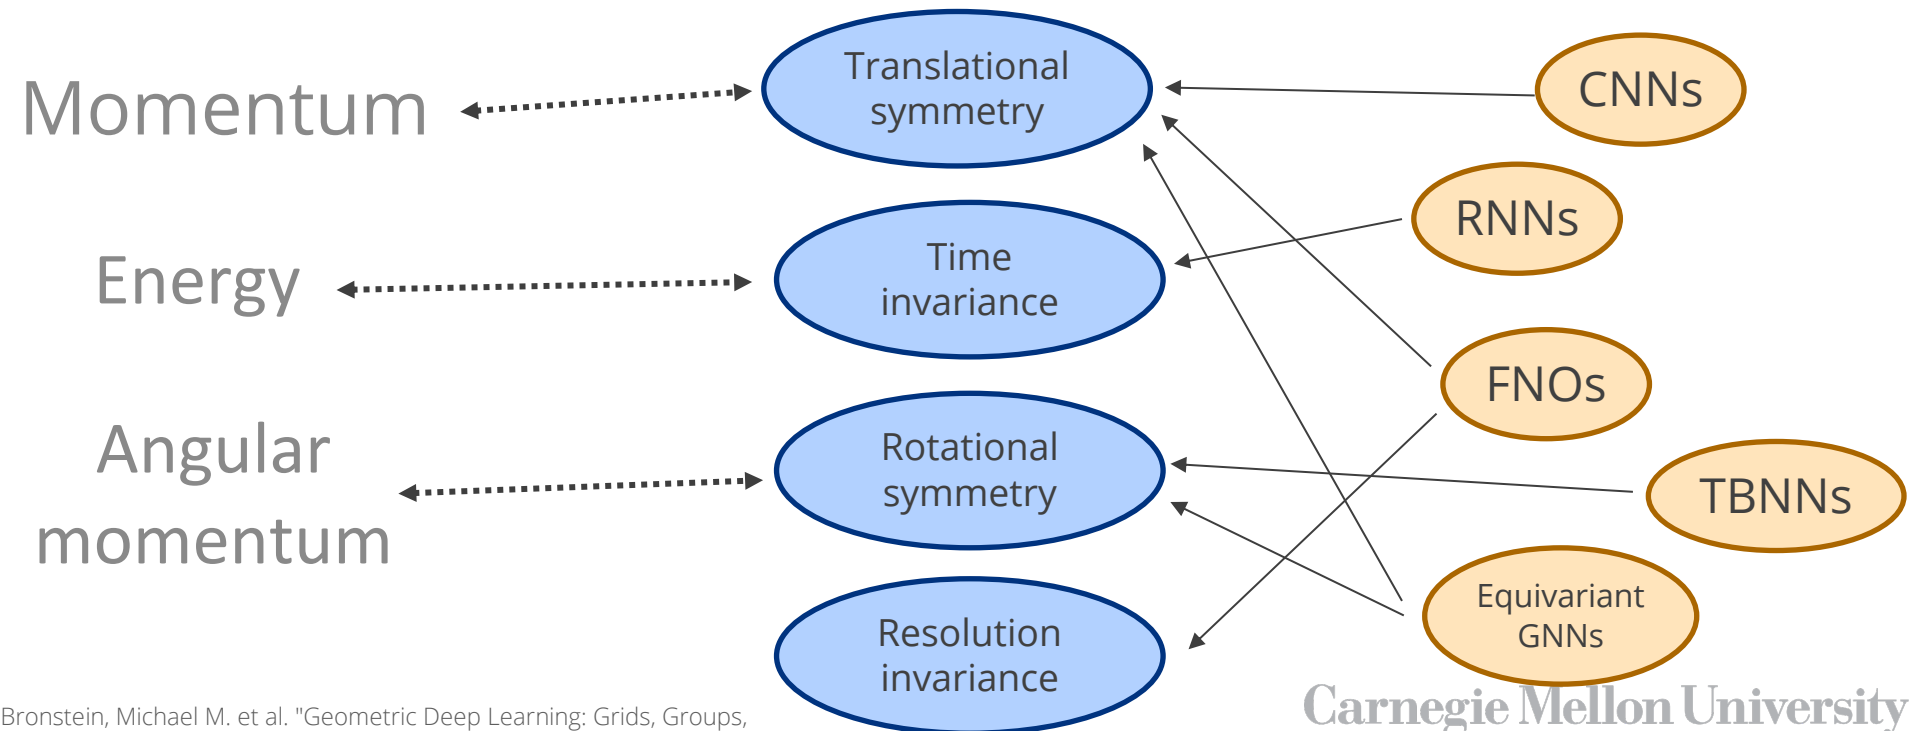 Momentum
Energy
Angular
momentum
Translational
symmetry
Time
invariance
Rotational
symmetry
Resolution
invariance
CNNs
RNNs
FNOs
TBNNs
Equivariant
GNNs
Bronstein, Michael M. et al. "Geometric Deep Learning: Grids, Groups,
Carnegie Mellon University